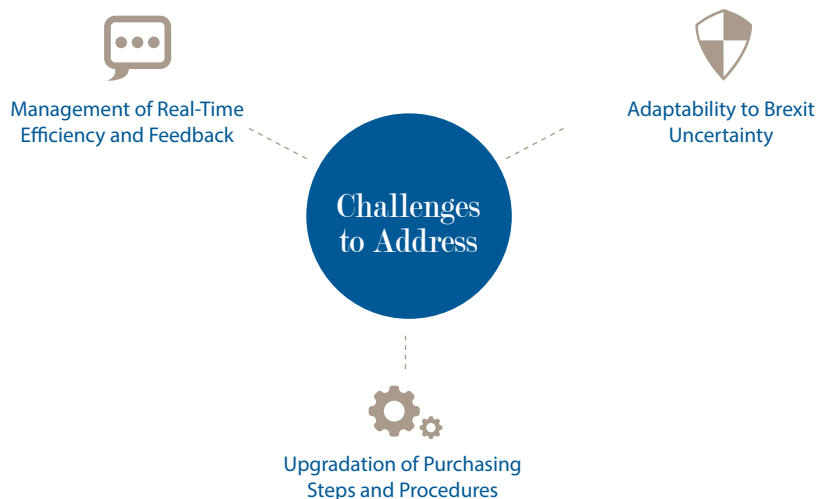 Management of Real-Time
Efficiency and Feedback
Adaptability to Brexit
Uncertainty
Challenges
to Address
Upgradation of Purchasing
Steps and Procedures